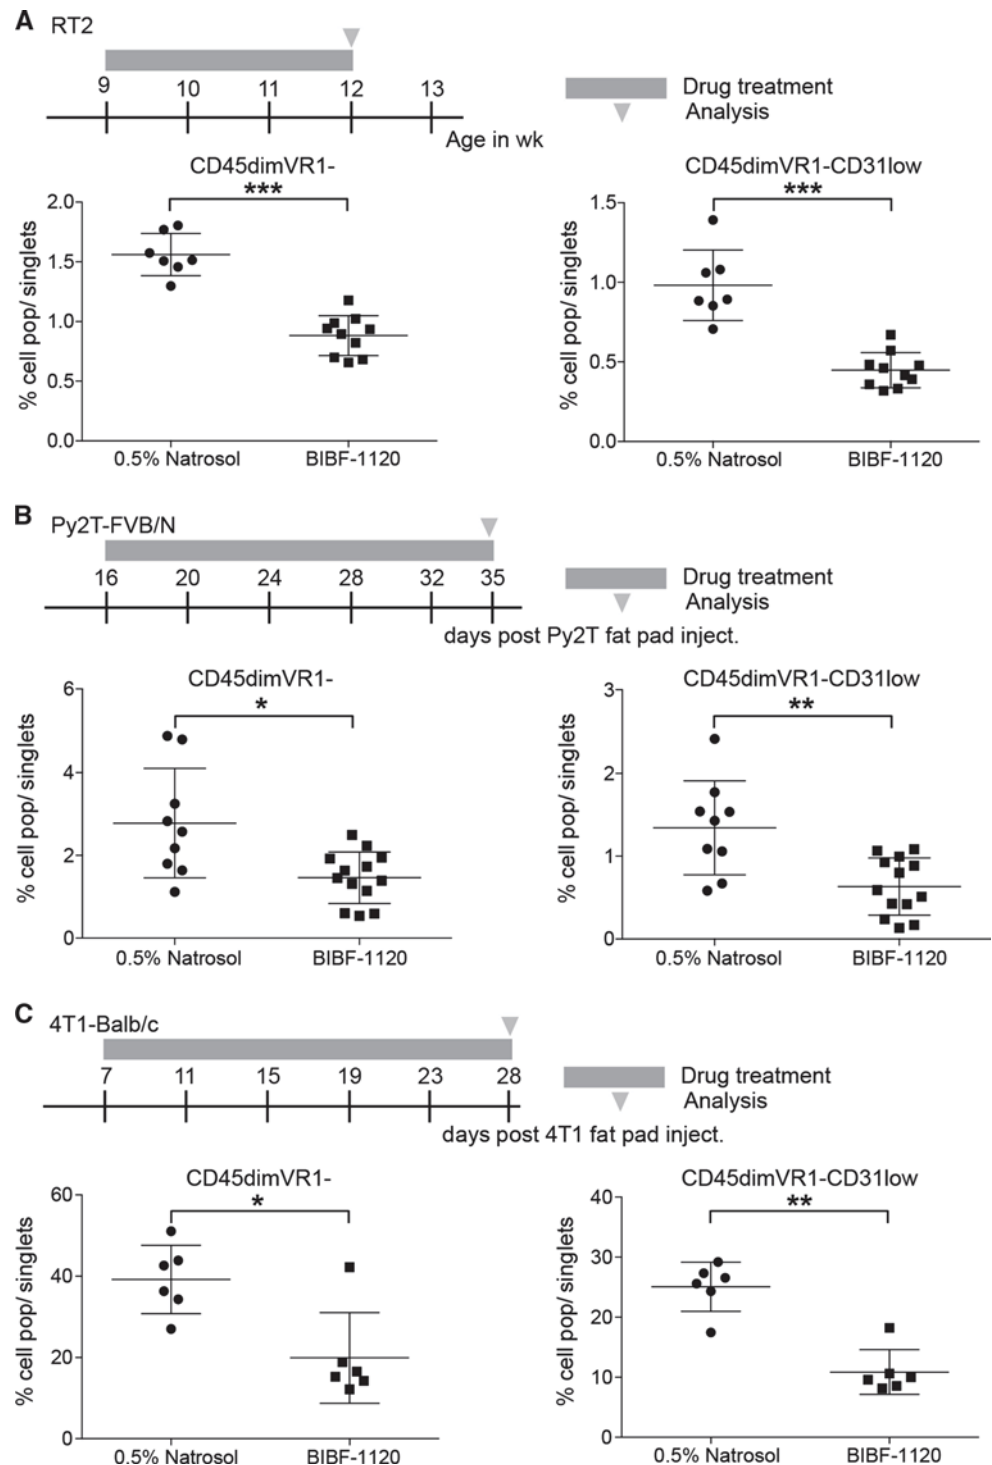 A
RT2
9 10 11 12 13
Age in wk
Drug treatment
Analysis
CD45dimVR1-
***
% cell pop/ singlets
2.0
1.5
1.0
0.5
0.0
0.5% Natrosol BIBF-1120
CD45dimVR1-CD31low
***
% cell pop/ singlets
1.5
1.0
0.5
0.0
0.5% Natrosol BIBF-1120
B
Py2T-FVB/N
16 20 24 28 32 35
days post Py2T fat pad inject.
Drug treatment
Analysis
CD45dimVR1-
*
% cell pop/ singlets
6
4
2
0
0.5% Natrosol BIBF-1120
CD45dimVR1-CD31low
**
% cell pop/ singlets
3
2
1
0
0.5% Natrosol BIBF-1120
C
4T1-Balb/c
7 11 15 19 23 28
days post 4T1 fat pad inject.
Drug treatment
Analysis
CD45dimVR1-
*
% cell pop/ singlets
60
40
20
0
0.5% Natrosol BIBF-1120
CD45dimVR1-CD31low
**
% cell pop/ singlets
40
30
20
10
0
0.5% Natrosol BIBF-1120